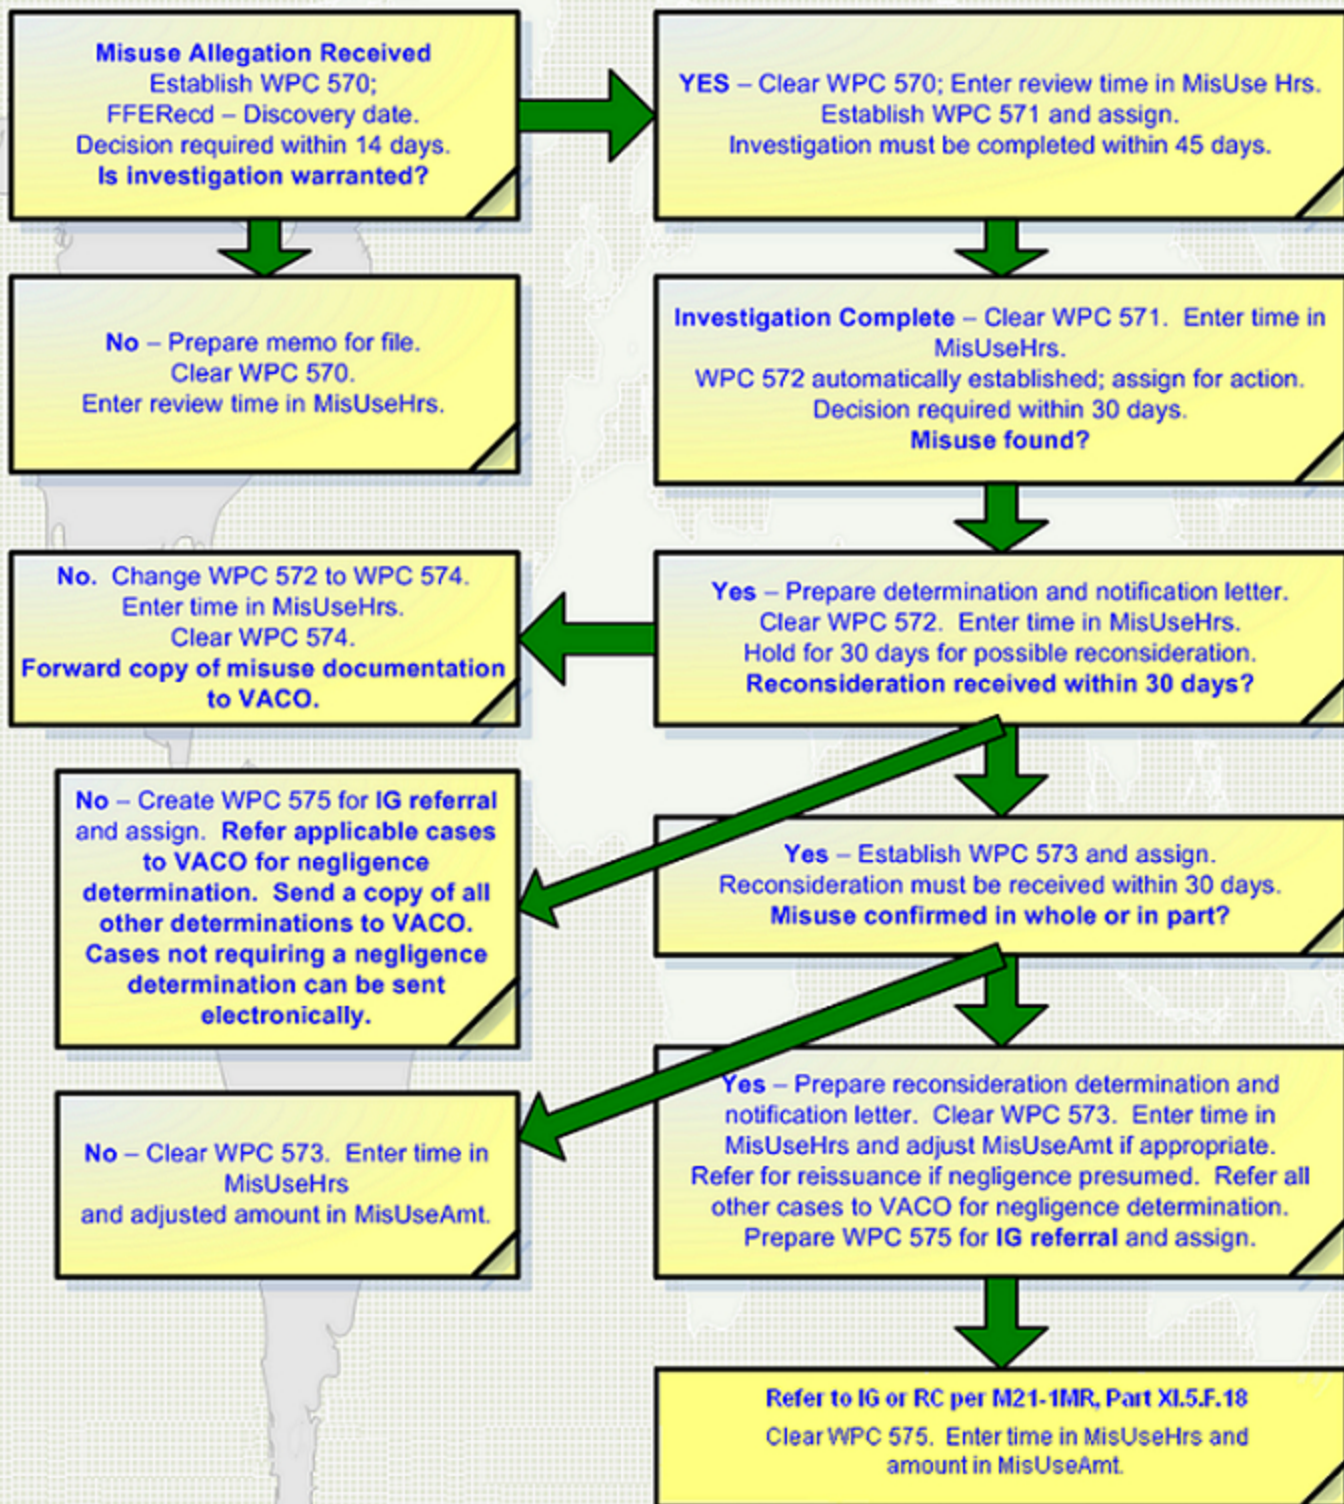 Misuse Allegation Received
Establish WPC 570;
FFERecd – Discovery date.
Decision required within 14 days.
Is investigation warranted?
YES – Clear WPC 570; Enter review time in MisUse Hrs.
Establish WPC 571 and assign.
Investigation must be completed within 45 days.
No – Prepare memo for file.
Clear WPC 570.
Enter review time in MisUseHrs.
Investigation Complete – Clear WPC 571. Enter time in
MisUseHrs.
WPC 572 automatically established; assign for action.
Decision required within 30 days.
Misuse found?
No. Change WPC 572 to WPC 574.
Enter time in MisUseHrs.
Clear WPC 574.
Forward copy of misuse documentation
to VACO.
Yes – Prepare determination and notification letter.
Clear WPC 572. Enter time in MisUseHrs.
Hold for 30 days for possible reconsideration.
Reconsideration received within 30 days?
No – Create WPC 575 for IG referral
and assign. Refer applicable cases
to VACO for negligence
determination. Send a copy of all
other determinations to VACO.
Cases not requiring a negligence
determination can be sent
electronically.
Yes – Establish WPC 573 and assign.
Reconsideration must be received within 30 days.
Misuse confirmed in whole or in part?
No – Clear WPC 573. Enter time in
MisUseHrs
and adjusted amount in MisUseAmt.
Yes – Prepare reconsideration determination and
notification letter. Clear WPC 573. Enter time in
MisUseHrs and adjust MisUseAmt if appropriate.
Refer for reissuance if negligence presumed. Refer all
other cases to VACO for negligence determination.
Prepare WPC 575 for IG referral and assign.
Refer to IG or RC per M21-1MR, Part XI.5.F.18
Clear WPC 575. Enter time in MisUseHrs and
amount in MisUseAmt.